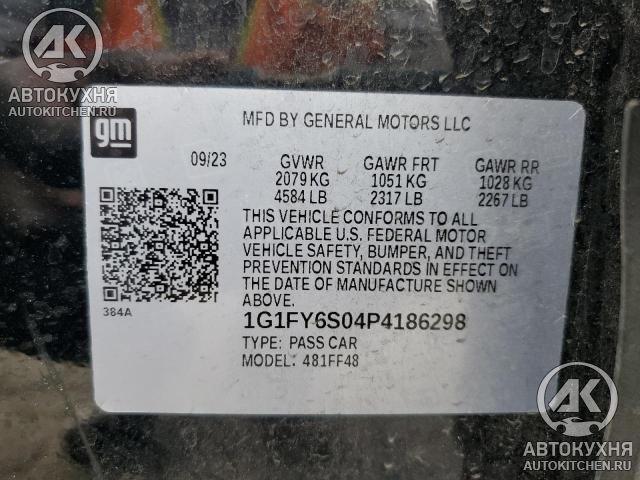 AK
АВТОКУХНЯ
AUTOKITCHEN.RU
gm
MFD BY GENERAL MOTORS LLC
09/23 GVWR GAWR FRT GAWR RR
2079 KG 1051 KG 1028 KG
4584 LB 2317 LB 2267 LB
THIS VEHICLE CONFORMS TO ALL
APPLICABLE U.S. FEDERAL MOTOR
VEHICLE SAFETY, BUMPER, AND THEFT
PREVENTION STANDARDS IN EFFECT ON
THE DATE OF MANUFACTURE SHOWN
ABOVE.
384A
1G1FY6S04P4186298
TYPE: PASS CAR
MODEL: 481FF48
AK
АВТОКУХНЯ
AUTOKITCHEN.RU